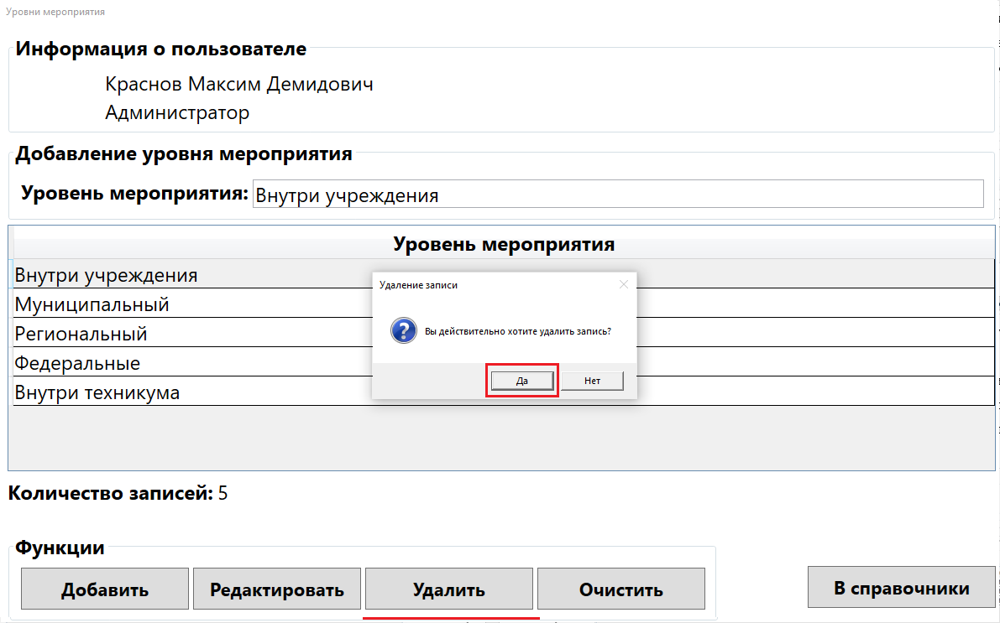 Уровни мероприятия
Информация о пользователе
Краснов Максим Демидович
Администратор
Добавление уровня мероприятия
Уровень мероприятия: Внутри учреждения
Уровень мероприятия
Внутри учреждения
Муниципальный
Региональный
Федеральные
Внутри техникума
Удаление записи
Вы действительно хотите удалить запись?
Да Нет
Количество записей: 5
Функции
Добавить Редактировать Удалить Очистить В справочники